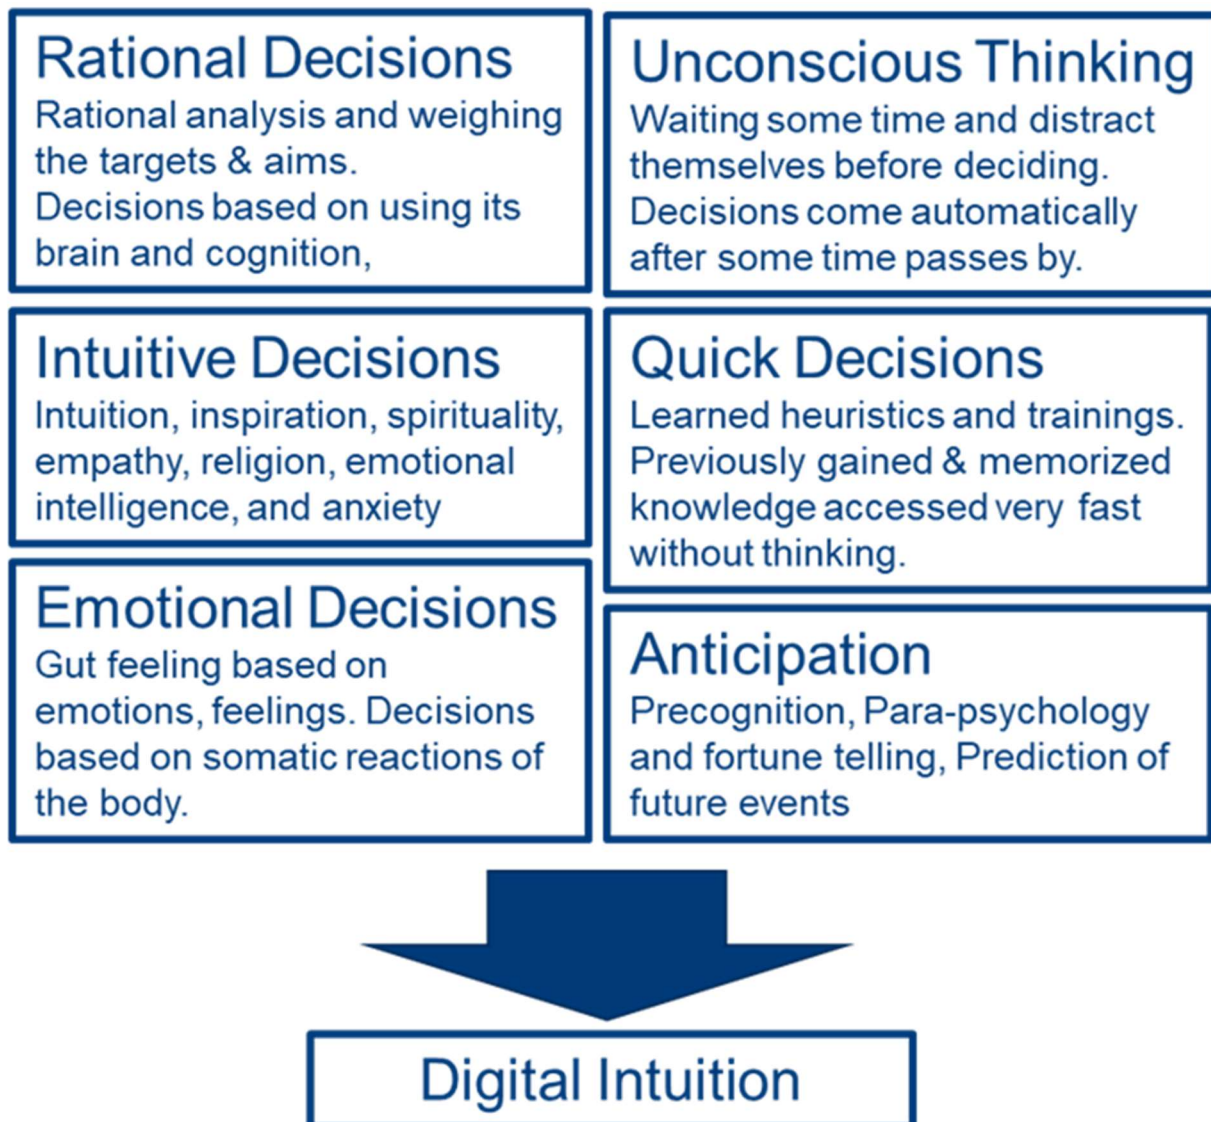 Rational Decisions
Rational analysis and weighing
the targets & aims.
Decisions based on using its
brain and cognition,
Intuitive Decisions
Intuition, inspiration, spirituality,
empathy, religion, emotional
intelligence, and anxiety
Emotional Decisions
Gut feeling based on
emotions, feelings. Decisions
based on somatic reactions of
the body.
Unconscious Thinking
Waiting some time and distract
themselves before deciding.
Decisions come automatically
after some time passes by.
Quick Decisions
Learned heuristics and trainings.
Previously gained & memorized
knowledge accessed very fast
without thinking.
Anticipation
Precognition, Para-psychology
and fortune telling, Prediction of
future events
Digital Intuition